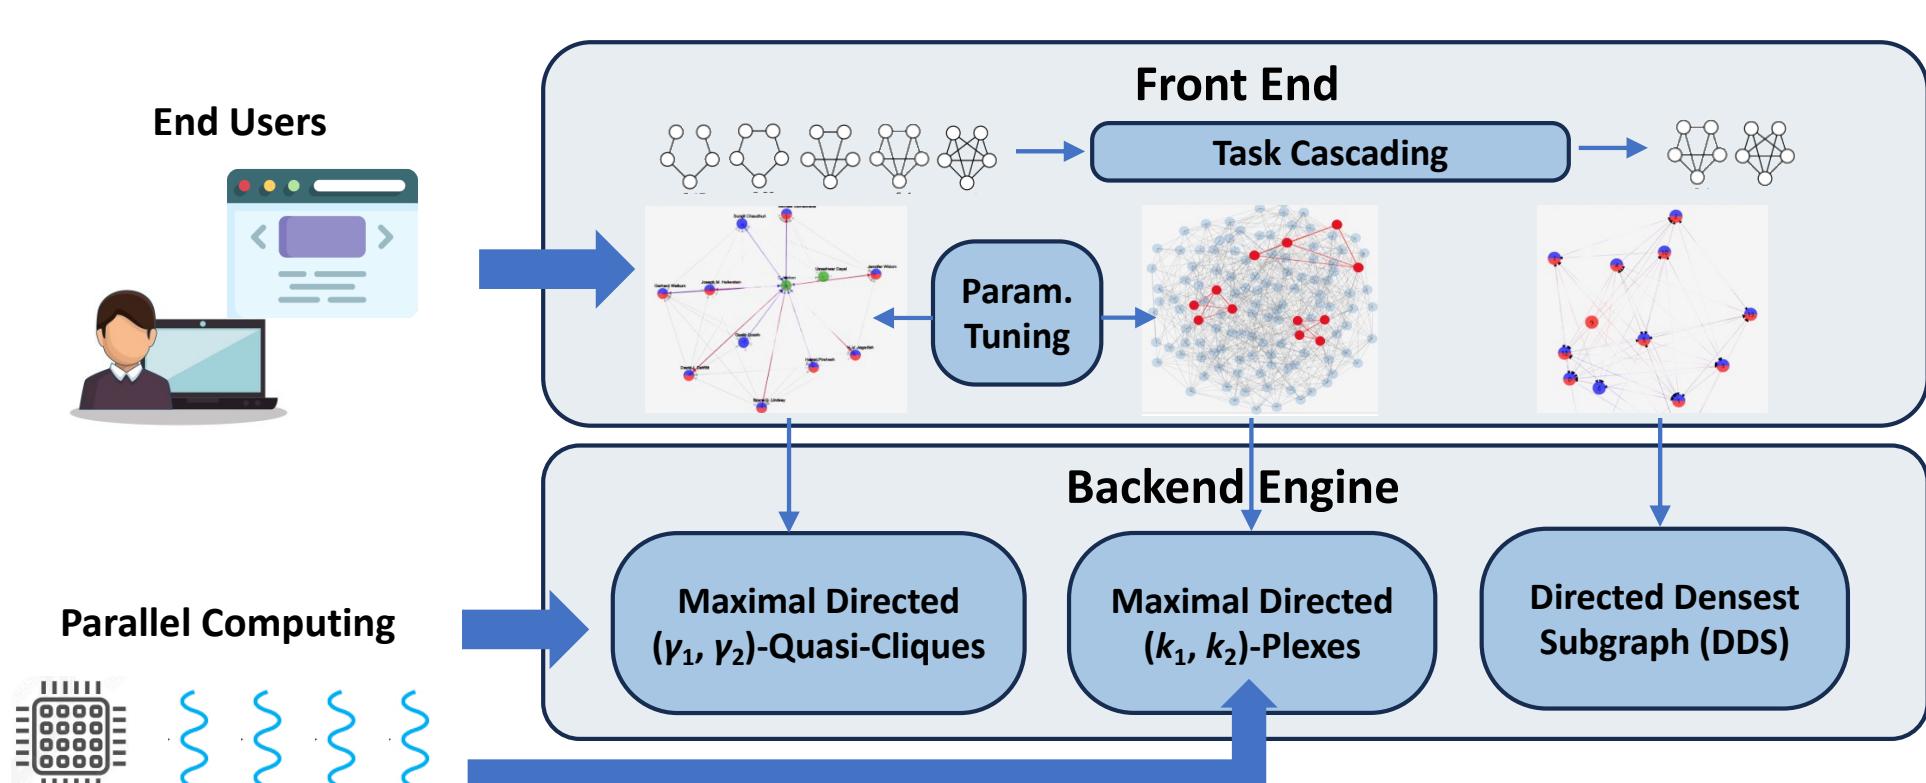 Front End
End Users
Task Cascading
Param.
Tuning
Backend Engine
Maximal Directed
(γ₁, γ₂)-Quasi-Cliques
Maximal Directed
(k₁, k₂)-Plexes
Directed Densest
Subgraph (DDS)
Parallel Computing